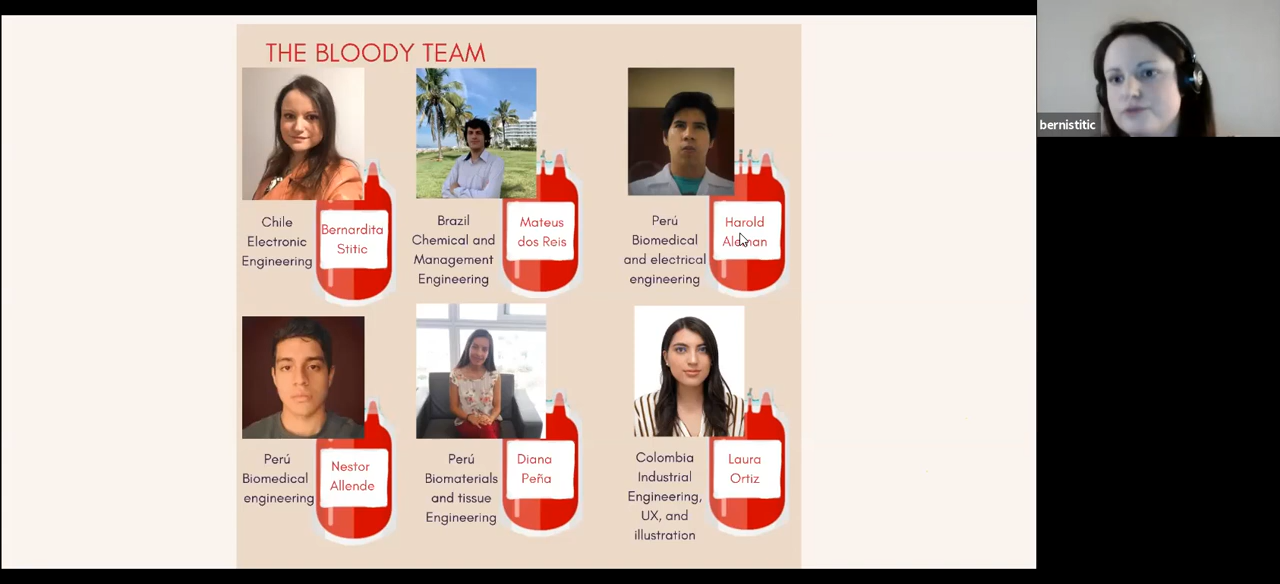 THE BLOODY TEAM
Chile
Electronic
Engineering
Bernardita
Stitic
Brazil
Chemical and
Management
Engineering
Mateus
dos Reis
Perú
Biomedical
and electrical
engineering
Harold
Aleman
Perú
Biomedical
engineering
Nestor
Allende
Perú
Biomaterials
and tissue
Engineering
Diana
Peña
Colombia
Industrial
Engineering,
UX, and
illustration
Laura
Ortiz
bernistitic